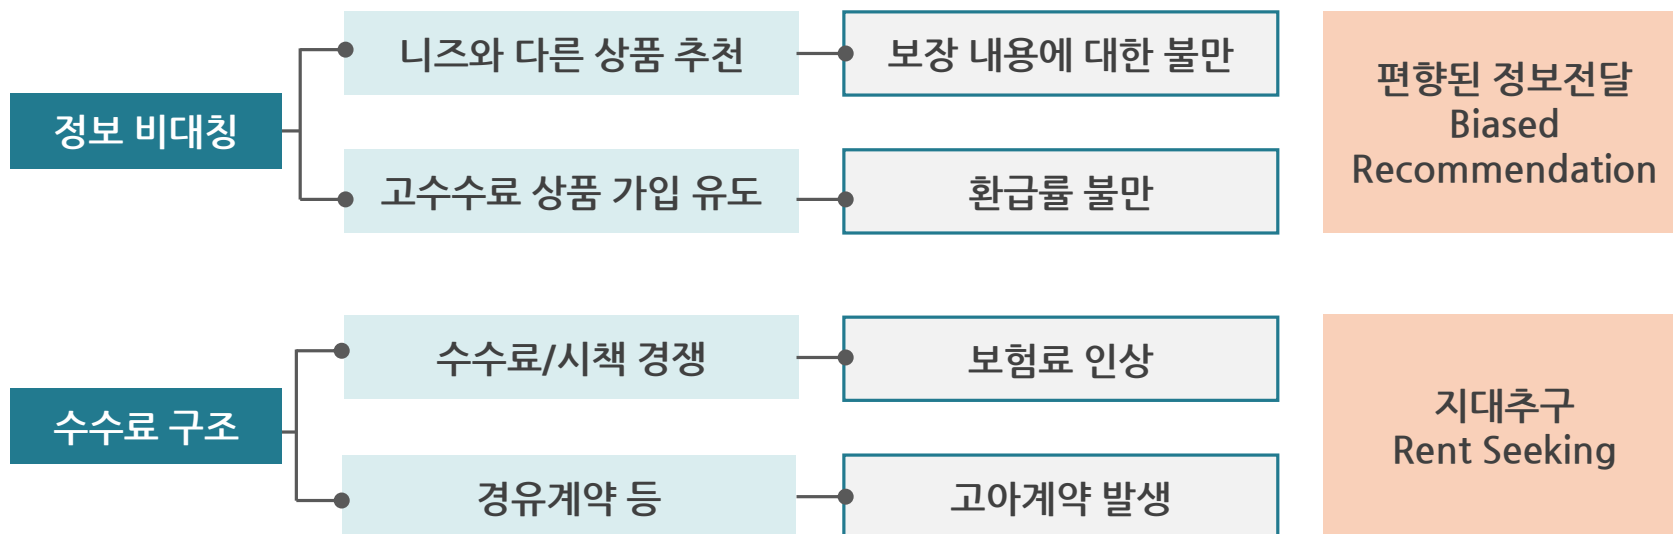 니즈와 다른 상품 추천
보장 내용에 대한 불만
정보 비대칭
고수수료 상품 가입 유도
환급률 불만
편향된 정보전달
Biased
Recommendation
수수료/시책 경쟁
보험료 인상
수수료 구조
경유계약 등
고아계약 발생
지대추구
Rent Seeking